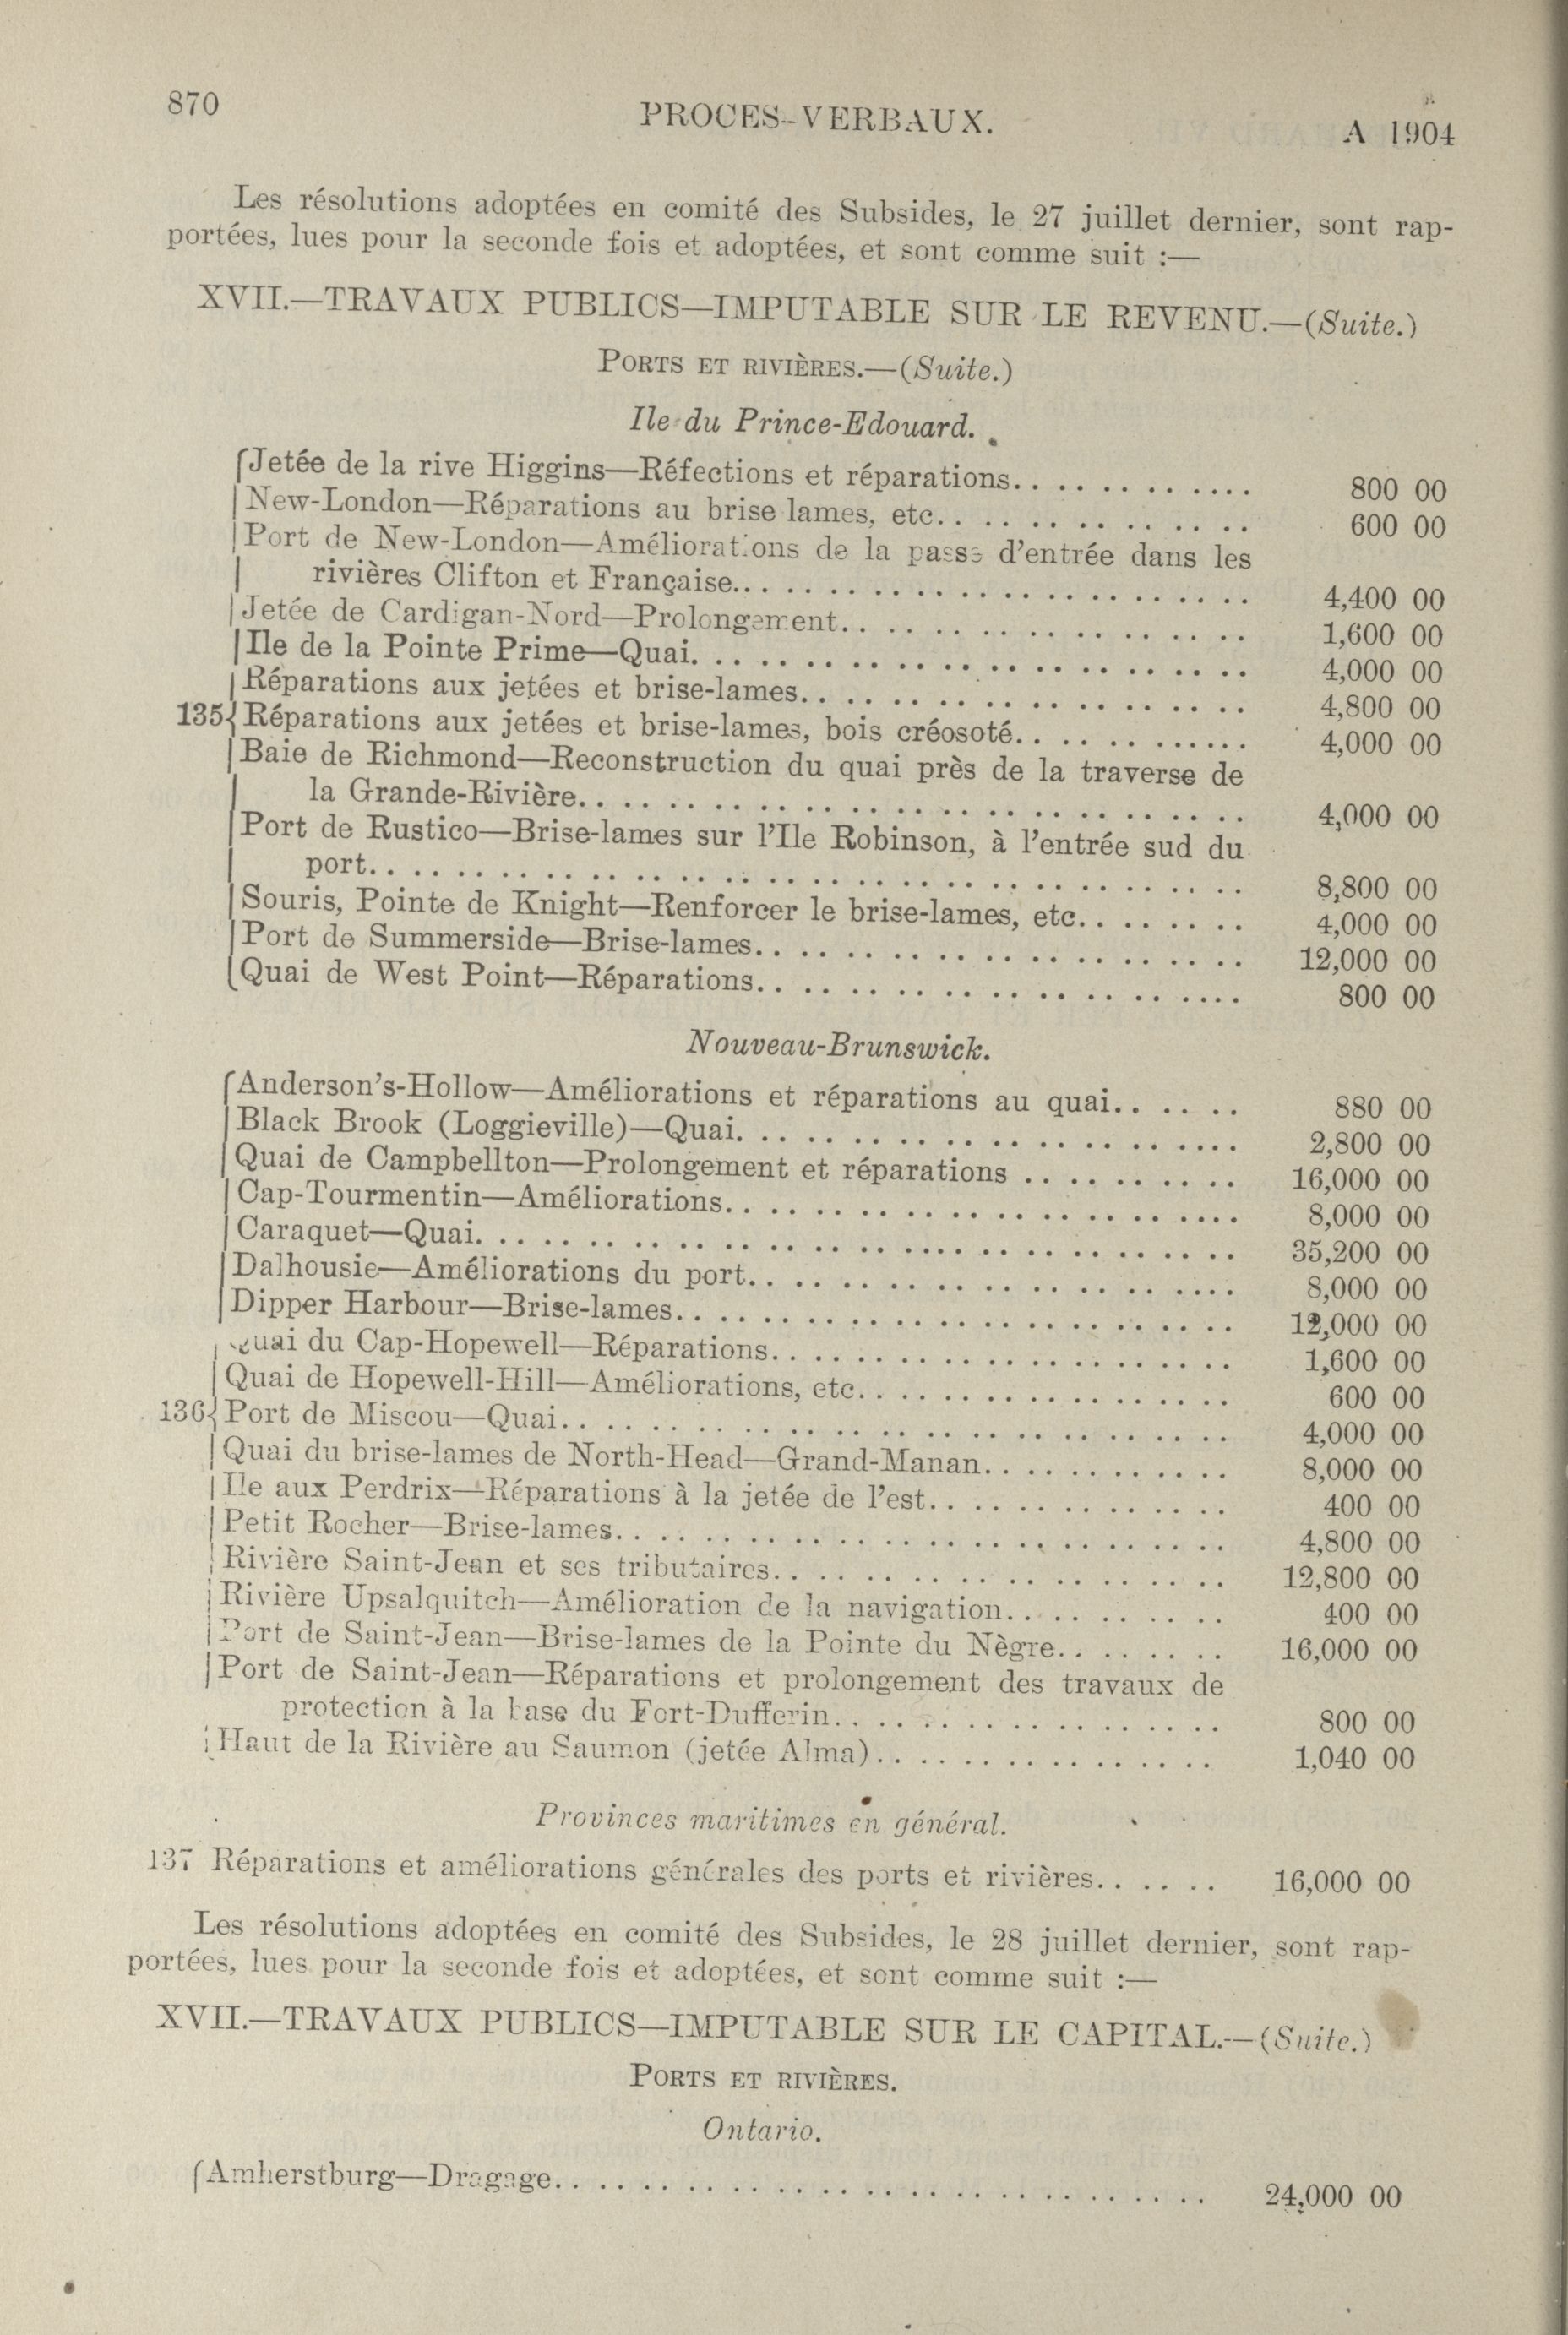 870
PROCES-VERBAUX.
A 1904
Les résolutions adoptées en comité des Subsides, le 27 juillet dernier, sont rap-
portées, lues pour la seconde fois et adoptées, et sont comme suit :—
XVII.—TRAVAUX PUBLICS—IMPUTABLE SUR LE REVENU.—(Suite.)
PORTS ET RIVIÈRES.—(Suite.)
Ile du Prince-Edouard.
Jetée de la rive Higgins—Réfections et réparations.............. 800 00
New-London—Réparations au brise lames, etc.............. 600 00
Port de New-London—Améliorations de la passe d'entrée dans les
rivières Clifton et Française.............. 4,400 00
Jetée de Cardigan-Nord—Prolongement.............. 1,600 00
Ile de la Pointe Prime—Quai.............. 4,000 00
Réparations aux jetées et brise-lames.............. 4,800 00
135 { Réparations aux jetées et brise-lames, bois créosoté.............. 4,000 00
Baie de Richmond—Reconstruction du quai près de la traverse de
la Grande-Rivière.............. 4,000 00
Port de Rustico—Brise-lames sur l'Ile Robinson, à l'entrée sud du
port.............. 8,800 00
Souris, Pointe de Knight—Renforcer le brise-lames, etc........ 4,000 00
Port de Summerside—Brise-lames.............. 12,000 00
Quai de West Point—Réparations.............. 800 00
Nouveau-Brunswick.
Anderson's-Hollow—Améliorations et réparations au quai...... 880 00
Black Brook (Loggieville)—Quai.............. 2,800 00
Quai de Campbellton—Prolongement et réparations .......... 16,000 00
Cap-Tourmentin—Améliorations.............. 8,000 00
Caraquet—Quai.............. 35,200 00
Dalhousie—Améliorations du port.............. 8,000 00
Dipper Harbour—Brise-lames.............. 12,000 00
Quai du Cap-Hopewell—Réparations.............. 1,600 00
Quai de Hopewell-Hill—Améliorations, etc.............. 600 00
136 { Port de Miscou—Quai.............. 4,000 00
Quai du brise-lames de North-Head—Grand-Manan............ 8,000 00
Ile aux Perdrix—Réparations à la jetée de l'est.............. 400 00
Petit Rocher—Brise-lames.............. 4,800 00
Rivière Saint-Jean et ses tributaires.............. 12,800 00
Rivière Upsalquitch—Amélioration de la navigation.......... 400 00
Port de Saint-Jean—Brise-lames de la Pointe du Nègre........ 16,000 00
Port de Saint-Jean—Réparations et prolongement des travaux de
protection à la base du Fort-Dufferin.............. 800 00
Haut de la Rivière au Saumon (jetée Alma).............. 1,040 00
Provinces maritimes en général.
137 Réparations et améliorations générales des ports et rivières...... 16,000 00
Les résolutions adoptées en comité des Subsides, le 28 juillet dernier, sont rap-
portées, lues pour la seconde fois et adoptées, et sont comme suit :—
XVII.—TRAVAUX PUBLICS—IMPUTABLE SUR LE CAPITAL.—(Suite.)
PORTS ET RIVIÈRES.
Ontario.
Amherstburg—Dragage.............. 24,000 00